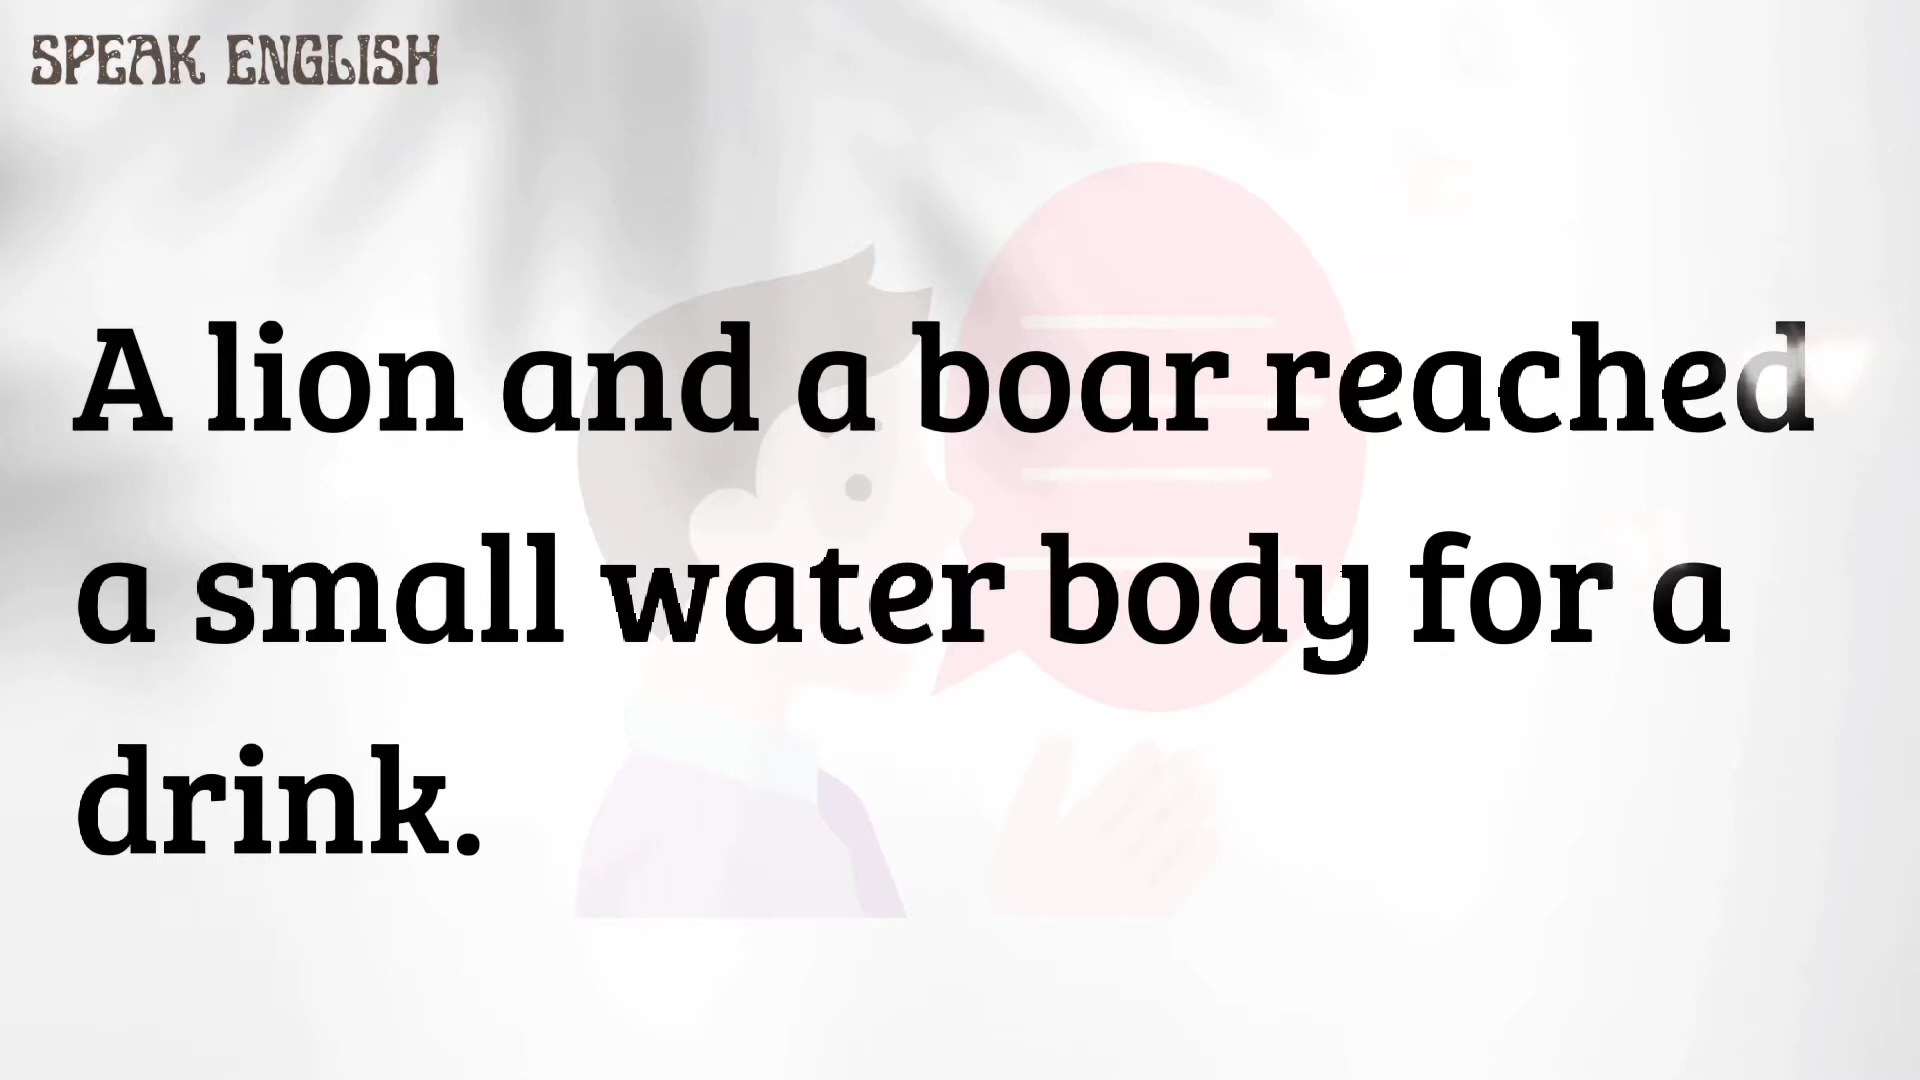 SPEAK ENGLISH
A lion and a boar reached
a small water body for a
drink.